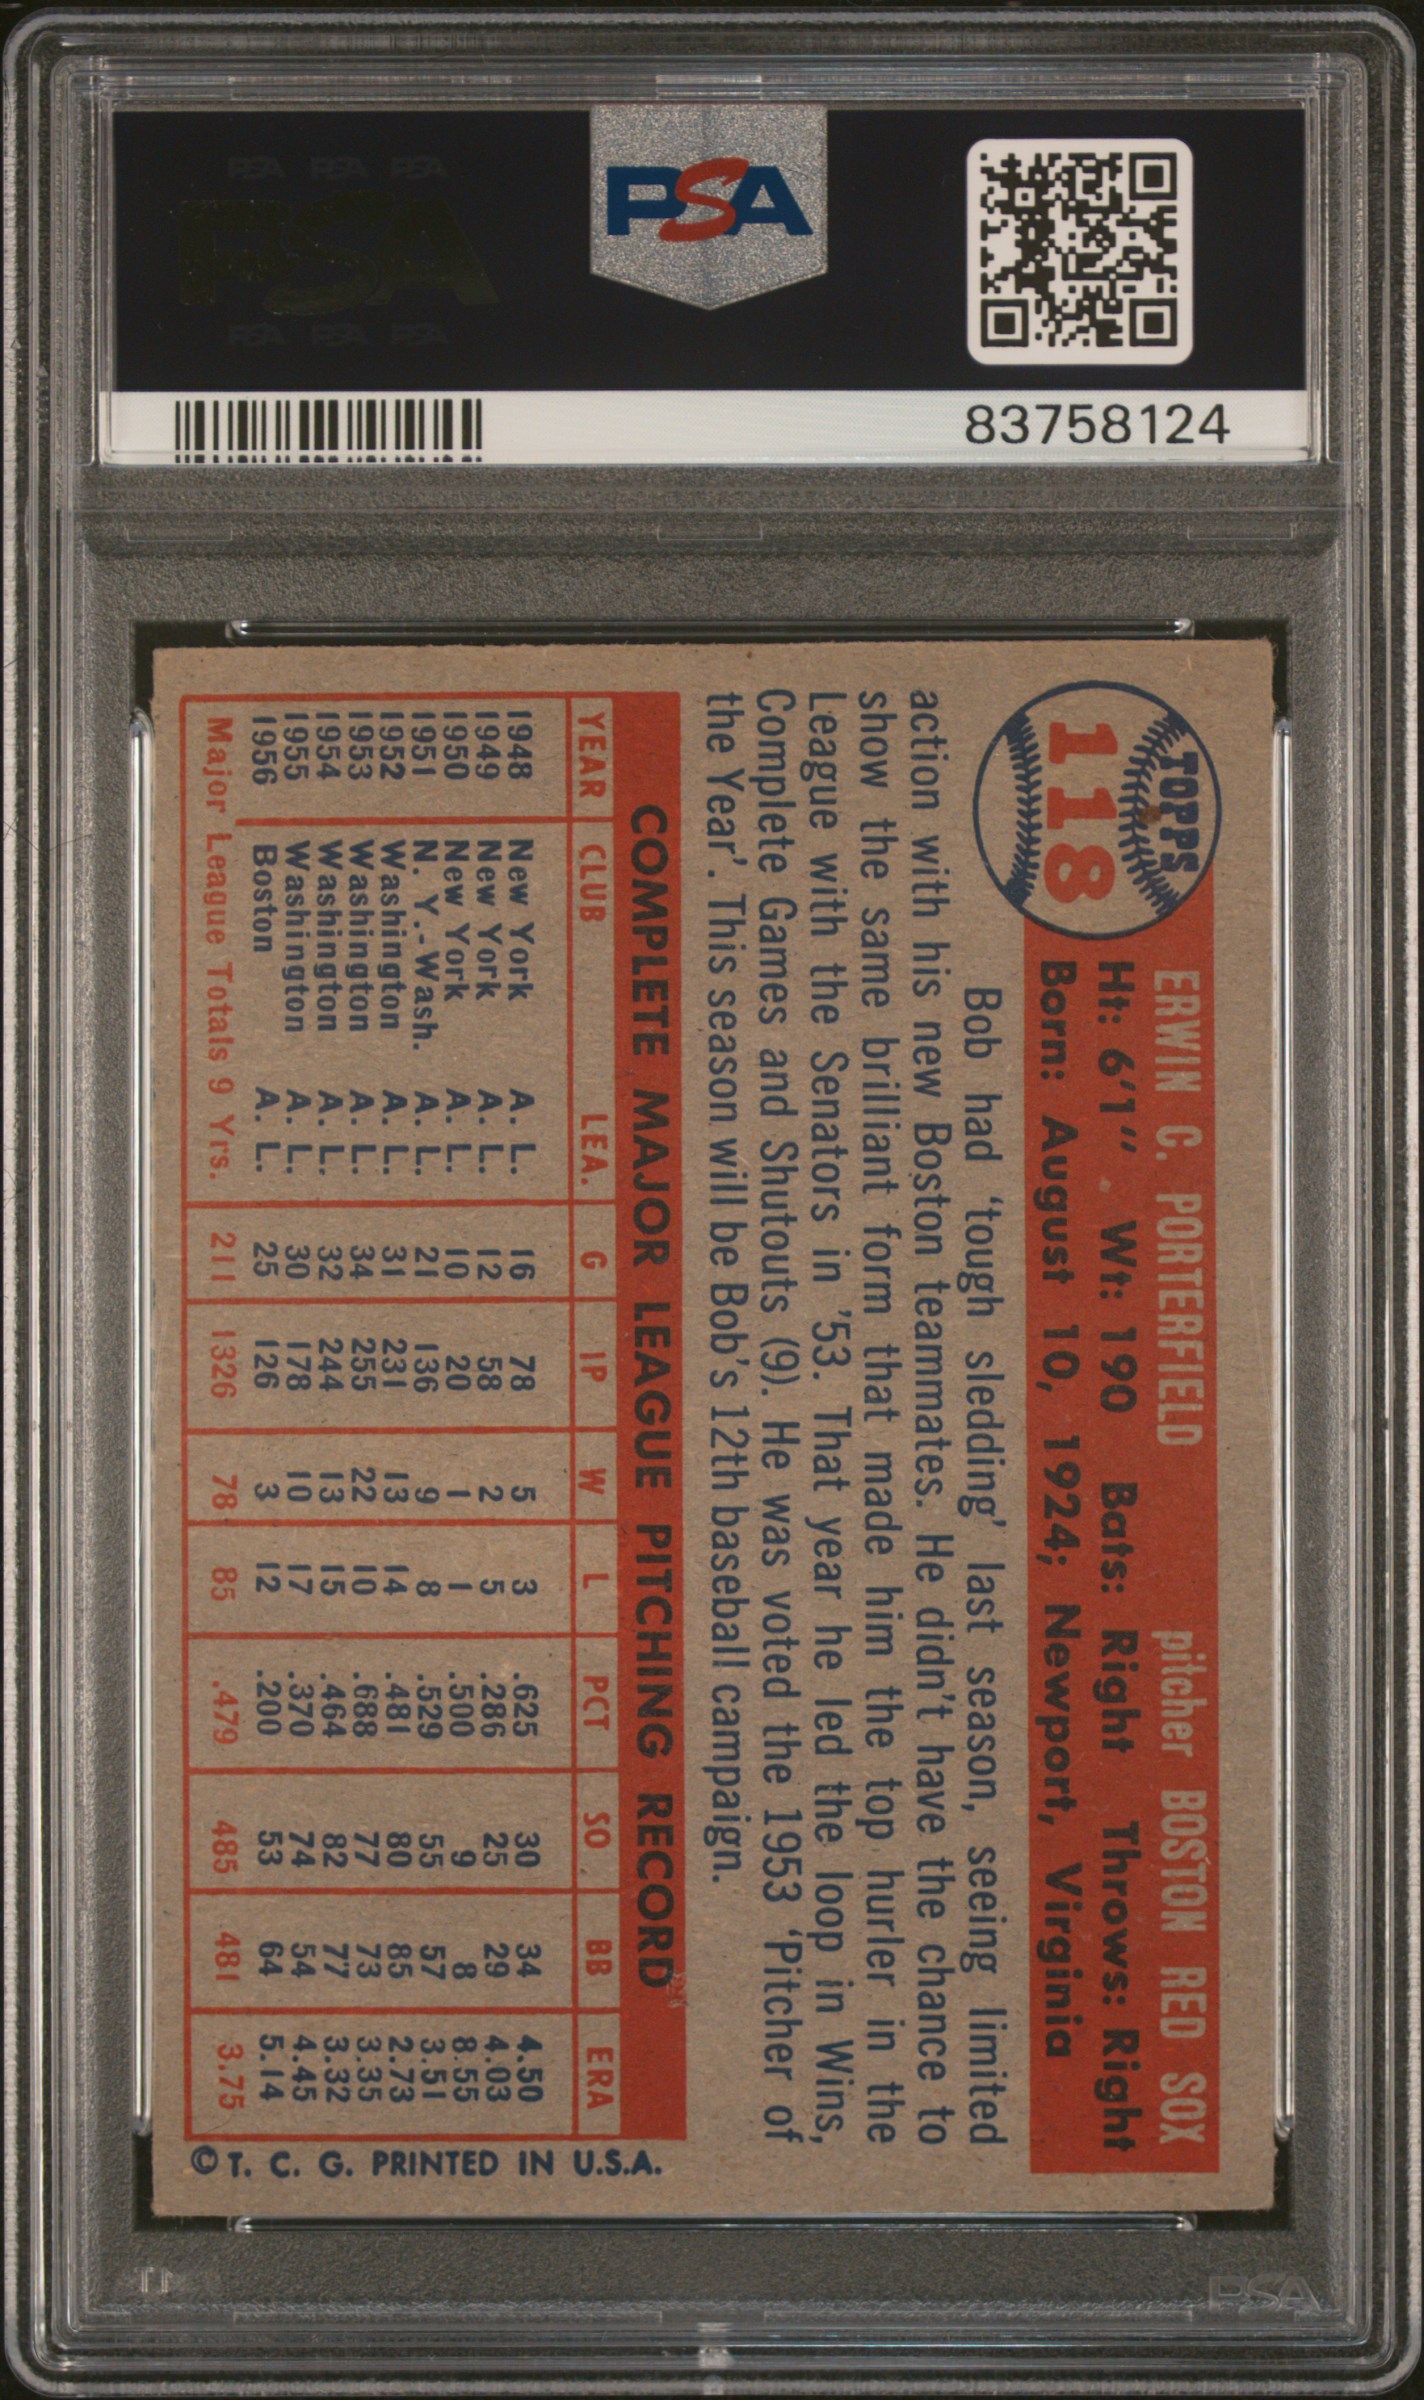 PSA PSA PSA
PSA
PSA PSA PSA
PSA
83758124
TOPPS
118
ERWIN C. PORTERFIELD pitcher BOSTON RED SOX
Ht: 6'1" Wt: 190 Bats: Right Throws: Right
Born: August 10, 1924; Newport, Virginia
Bob had 'tough sledding' last season, seeing limited
action with his new Boston teammates. He didn't have the chance to
show the same brilliant form that made him the top hurler in the
League with the Senators in '53. That year he led the loop in Wins,
Complete Games and Shutouts (9). He was voted the 1953 'Pitcher of
the Year'. This season will be Bob's 12th baseball campaign.
COMPLETE MAJOR LEAGUE PITCHING RECORD
YEAR CLUB LEA. G IP W L PCT SO BB ERA
1948 New York A. L. 16 78 5 3 .625 30 34 4.50
1949 New York A. L. 12 58 2 5 .286 25 29 4.03
1950 New York A. L. 10 20 1 1 .500 9 8 8.55
1951 N. Y.-Wash. A. L. 21 136 9 8 .529 55 57 3.51
1952 Washington A. L. 31 231 13 14 .481 80 85 2.73
1953 Washington A. L. 34 255 22 10 .688 77 73 3.35
1954 Washington A. L. 32 244 13 15 .464 82 77 3.32
1955 Washington A. L. 30 178 10 17 .370 74 54 4.45
1956 Boston A. L. 25 126 3 12 .200 53 64 5.14
Major League Totals 9 Yrs. 211 1326 78 85 .479 485 481 3.75
© T. C. G. PRINTED IN U.S.A.
PSA